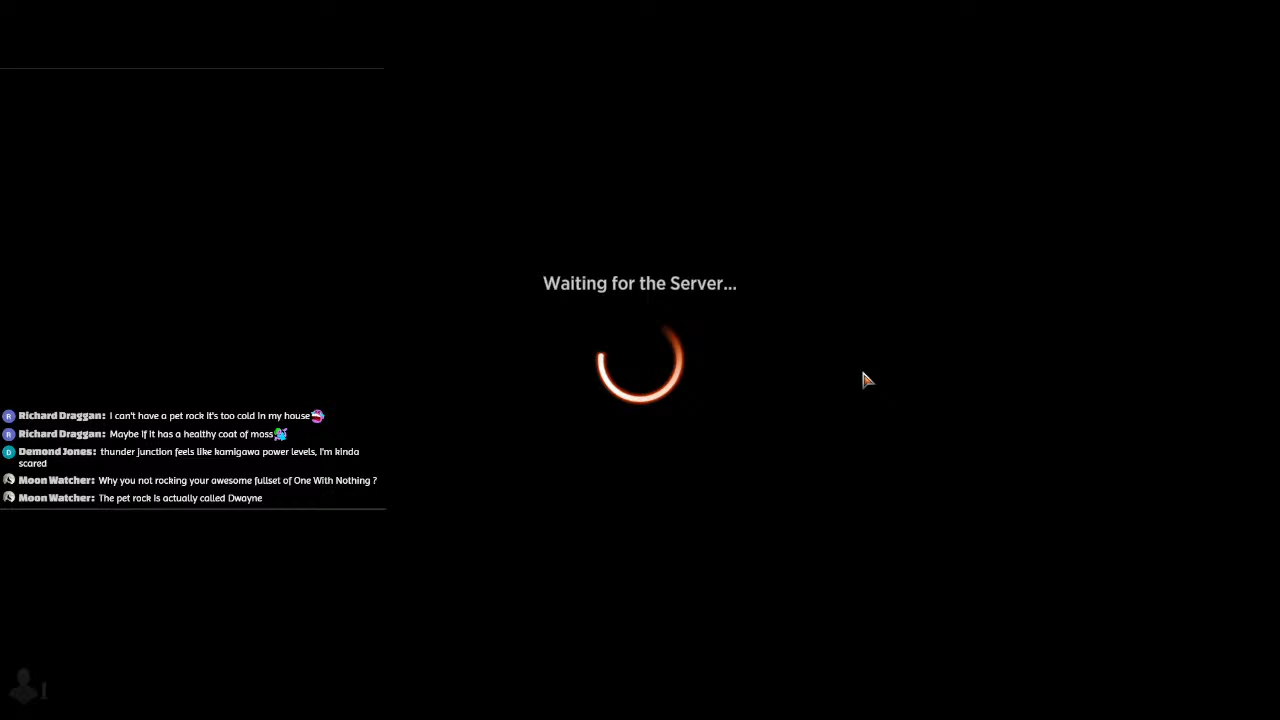 Waiting for the Server...
Richard Draggan: I can't have a pet rock it's too cold in my house
Richard Draggan: Maybe if it has a healthy coat of moss
Demond Jones: thunder junction feels like kamigawa power levels, I'm kinda
scared
Moon Watcher: Why you not rocking your awesome fullset of One With Nothing ?
Moon Watcher: The pet rock is actually called Dwayne
1